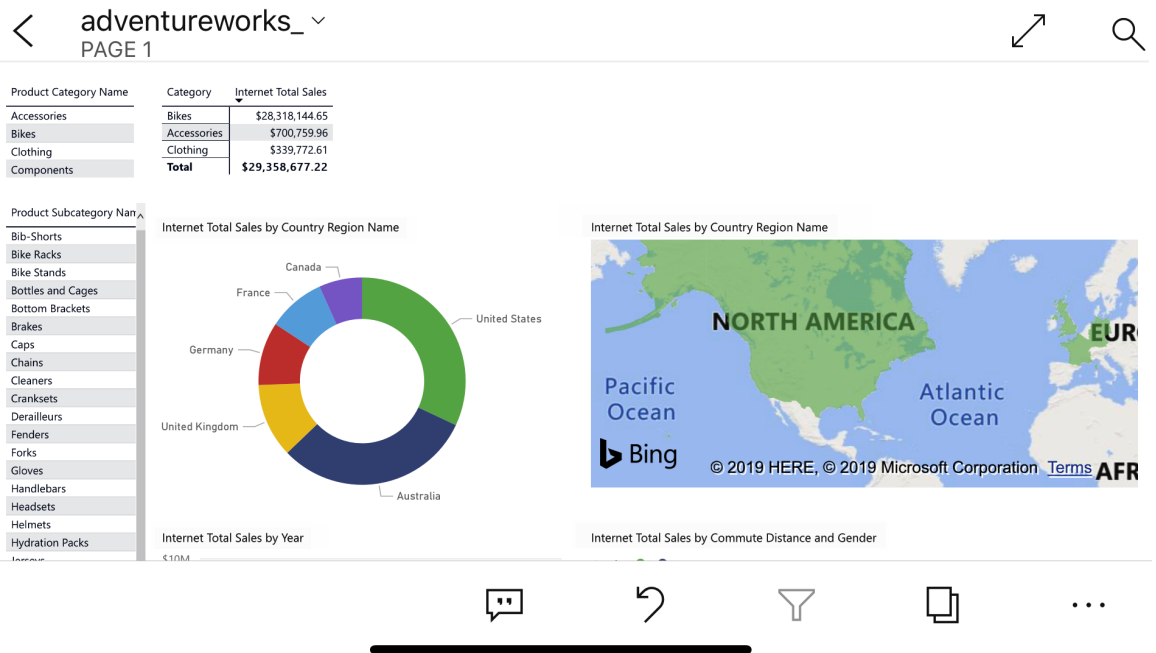 adventureworks_
PAGE 1
Product Category Name
Accessories
Bikes
Clothing
Components
Category Internet Total Sales
Bikes $28,318,144.65
Accessories $700,759.96
Clothing $339,772.61
Total $29,358,677.22
Product Subcategory Nam
Bib-Shorts
Bike Racks
Bike Stands
Bottles and Cages
Bottom Brackets
Brakes
Caps
Chains
Cleaners
Cranksets
Derailleurs
Fenders
Forks
Gloves
Handlebars
Headsets
Helmets
Hydration Packs
Jerseys
Internet Total Sales by Country Region Name
Canada
France
Germany
United Kingdom
United States
Australia
Internet Total Sales by Country Region Name
NORTH AMERICA
EUR
Pacific
Ocean
Atlantic
Ocean
Bing
© 2019 HERE, © 2019 Microsoft Corporation Terms
AFR
Internet Total Sales by Year
$10M
Internet Total Sales by Commute Distance and Gender